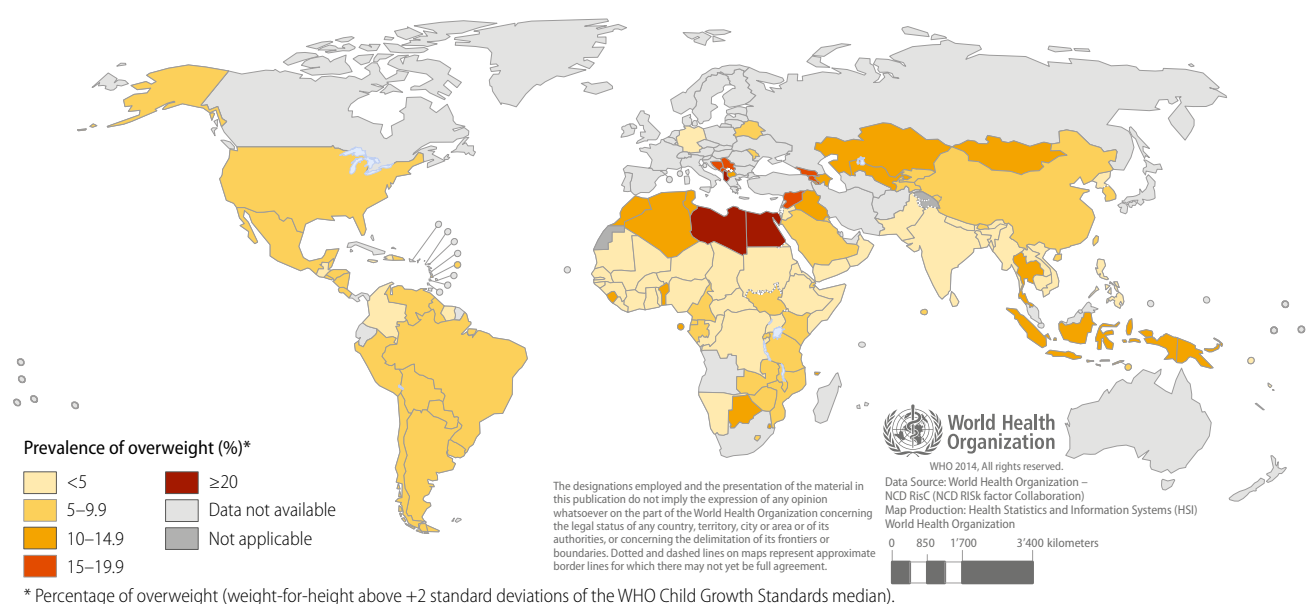 Prevalence of overweight (%)*
<5
5–9.9
10–14.9
15–19.9
≥20
Data not available
Not applicable
The designations employed and the presentation of the material in
this publication do not imply the expression of any opinion
whatsoever on the part of the World Health Organization concerning
the legal status of any country, territory, city or area or of its
authorities, or concerning the delimitation of its frontiers or
boundaries. Dotted and dashed lines on maps represent approximate
border lines for which there may not yet be full agreement.
World Health
Organization
WHO 2014, All rights reserved.
Data Source: World Health Organization –
NCD RisC (NCD RISk factor Collaboration)
Map Production: Health Statistics and Information Systems (HSI)
World Health Organization
0 850 1'700 3'400 kilometers
* Percentage of overweight (weight-for-height above +2 standard deviations of the WHO Child Growth Standards median).